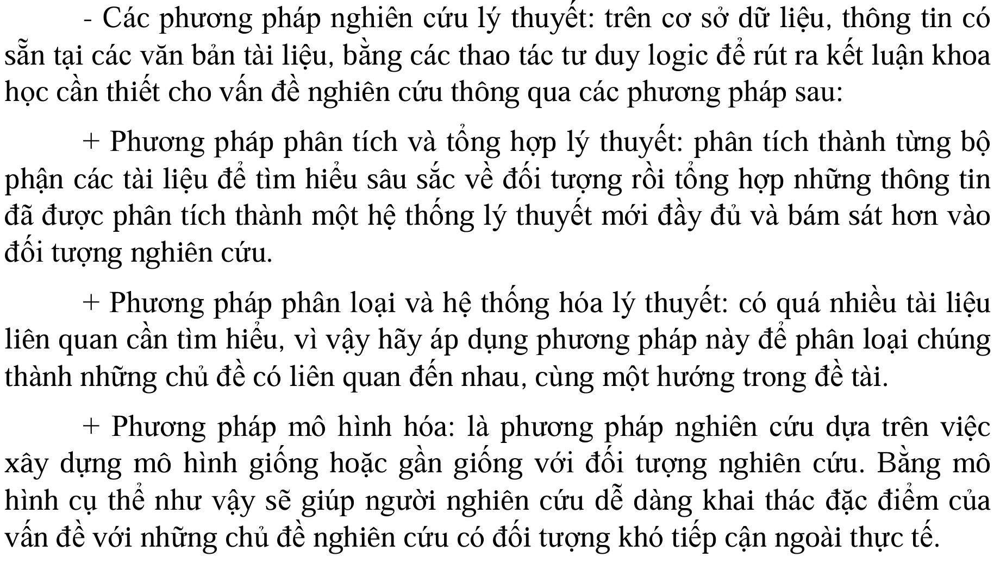 - Các phương pháp nghiên cứu lý thuyết: trên cơ sở dữ liệu, thông tin có
sẵn tại các văn bản tài liệu, bằng các thao tác tư duy logic để rút ra kết luận khoa
học cần thiết cho vấn đề nghiên cứu thông qua các phương pháp sau:
+ Phương pháp phân tích và tổng hợp lý thuyết: phân tích thành từng bộ
phận các tài liệu để tìm hiểu sâu sắc về đối tượng rồi tổng hợp những thông tin
đã được phân tích thành một hệ thống lý thuyết mới đầy đủ và bám sát hơn vào
đối tượng nghiên cứu.
+ Phương pháp phân loại và hệ thống hóa lý thuyết: có quá nhiều tài liệu
liên quan cần tìm hiểu, vì vậy hãy áp dụng phương pháp này để phân loại chúng
thành những chủ đề có liên quan đến nhau, cùng một hướng trong đề tài.
+ Phương pháp mô hình hóa: là phương pháp nghiên cứu dựa trên việc
xây dựng mô hình giống hoặc gần giống với đối tượng nghiên cứu. Bằng mô
hình cụ thể như vậy sẽ giúp người nghiên cứu dễ dàng khai thác đặc điểm của
vấn đề với những chủ đề nghiên cứu có đối tượng khó tiếp cận ngoài thực tế.